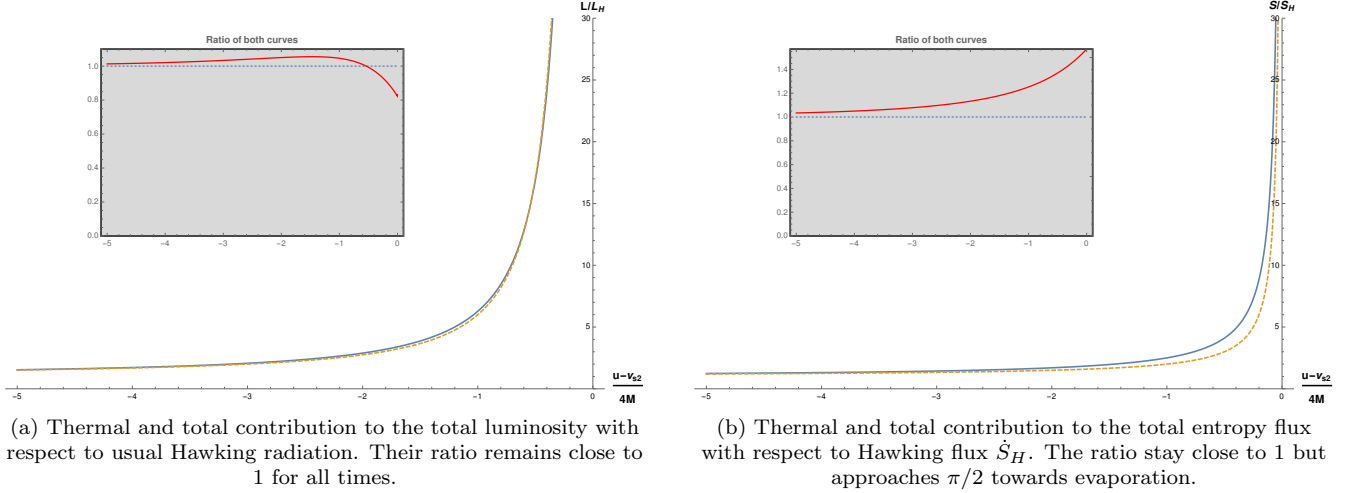 L/L_H
30
25
20
15
10
5
Ratio of both curves
1.0
0.8
0.6
0.4
0.2
0.0
-5 -4 -3 -2 -1 0
-5 -4 -3 -2 -1 0
u-v_{s2}
4M
(a) Thermal and total contribution to the total luminosity with
respect to usual Hawking radiation. Their ratio remains close to
1 for all times.
S/S_H
30
25
20
15
10
5
Ratio of both curves
1.4
1.2
1.0
0.8
0.6
0.4
0.2
0.0
-5 -4 -3 -2 -1 0
-5 -4 -3 -2 -1 0
u-v_{s2}
4M
(b) Thermal and total contribution to the total entropy flux
with respect to Hawking flux Ṡ_H. The ratio stay close to 1 but
approaches π/2 towards evaporation.